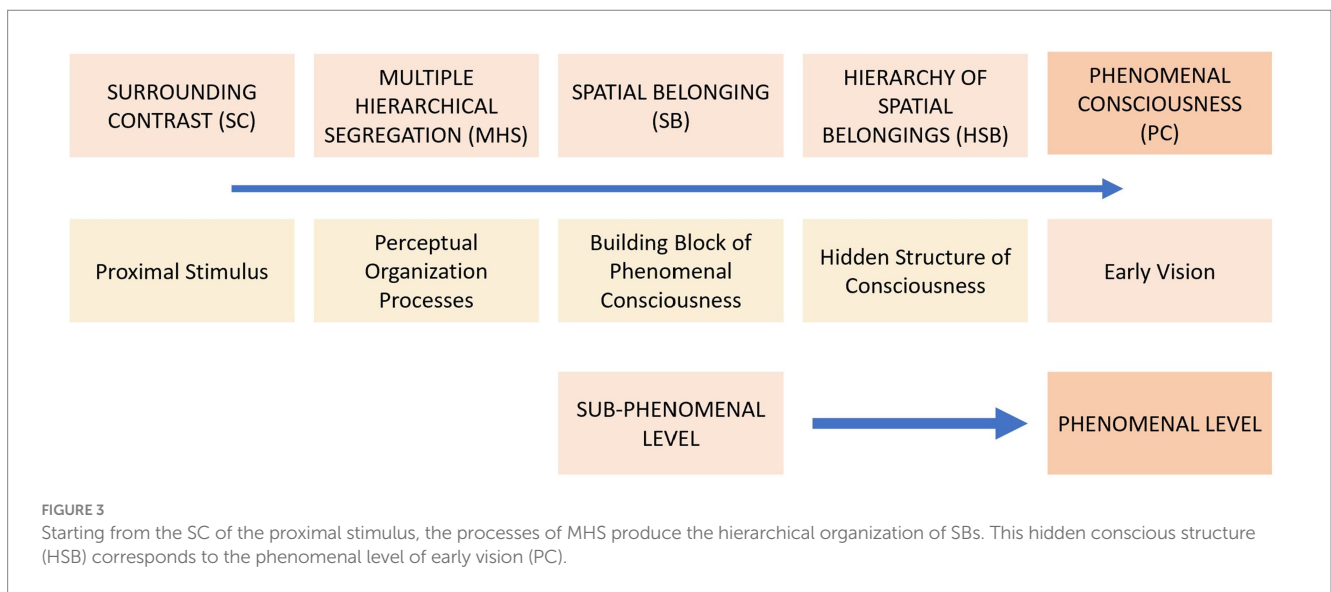 SURROUNDING
CONTRAST (SC)
MULTIPLE
HIERARCHICAL
SEGREGATION (MHS)
SPATIAL BELONGING
(SB)
HIERARCHY OF
SPATIAL
BELONGINGS (HSB)
PHENOMENAL
CONSCIOUSNESS
(PC)
Proximal Stimulus
Perceptual
Organization
Processes
Building Block of
Phenomenal
Consciousness
Hidden Structure of
Consciousness
Early Vision
SUB-PHENOMENAL
LEVEL
PHENOMENAL LEVEL
FIGURE 3
Starting from the SC of the proximal stimulus, the processes of MHS produce the hierarchical organization of SBs. This hidden conscious structure
(HSB) corresponds to the phenomenal level of early vision (PC).